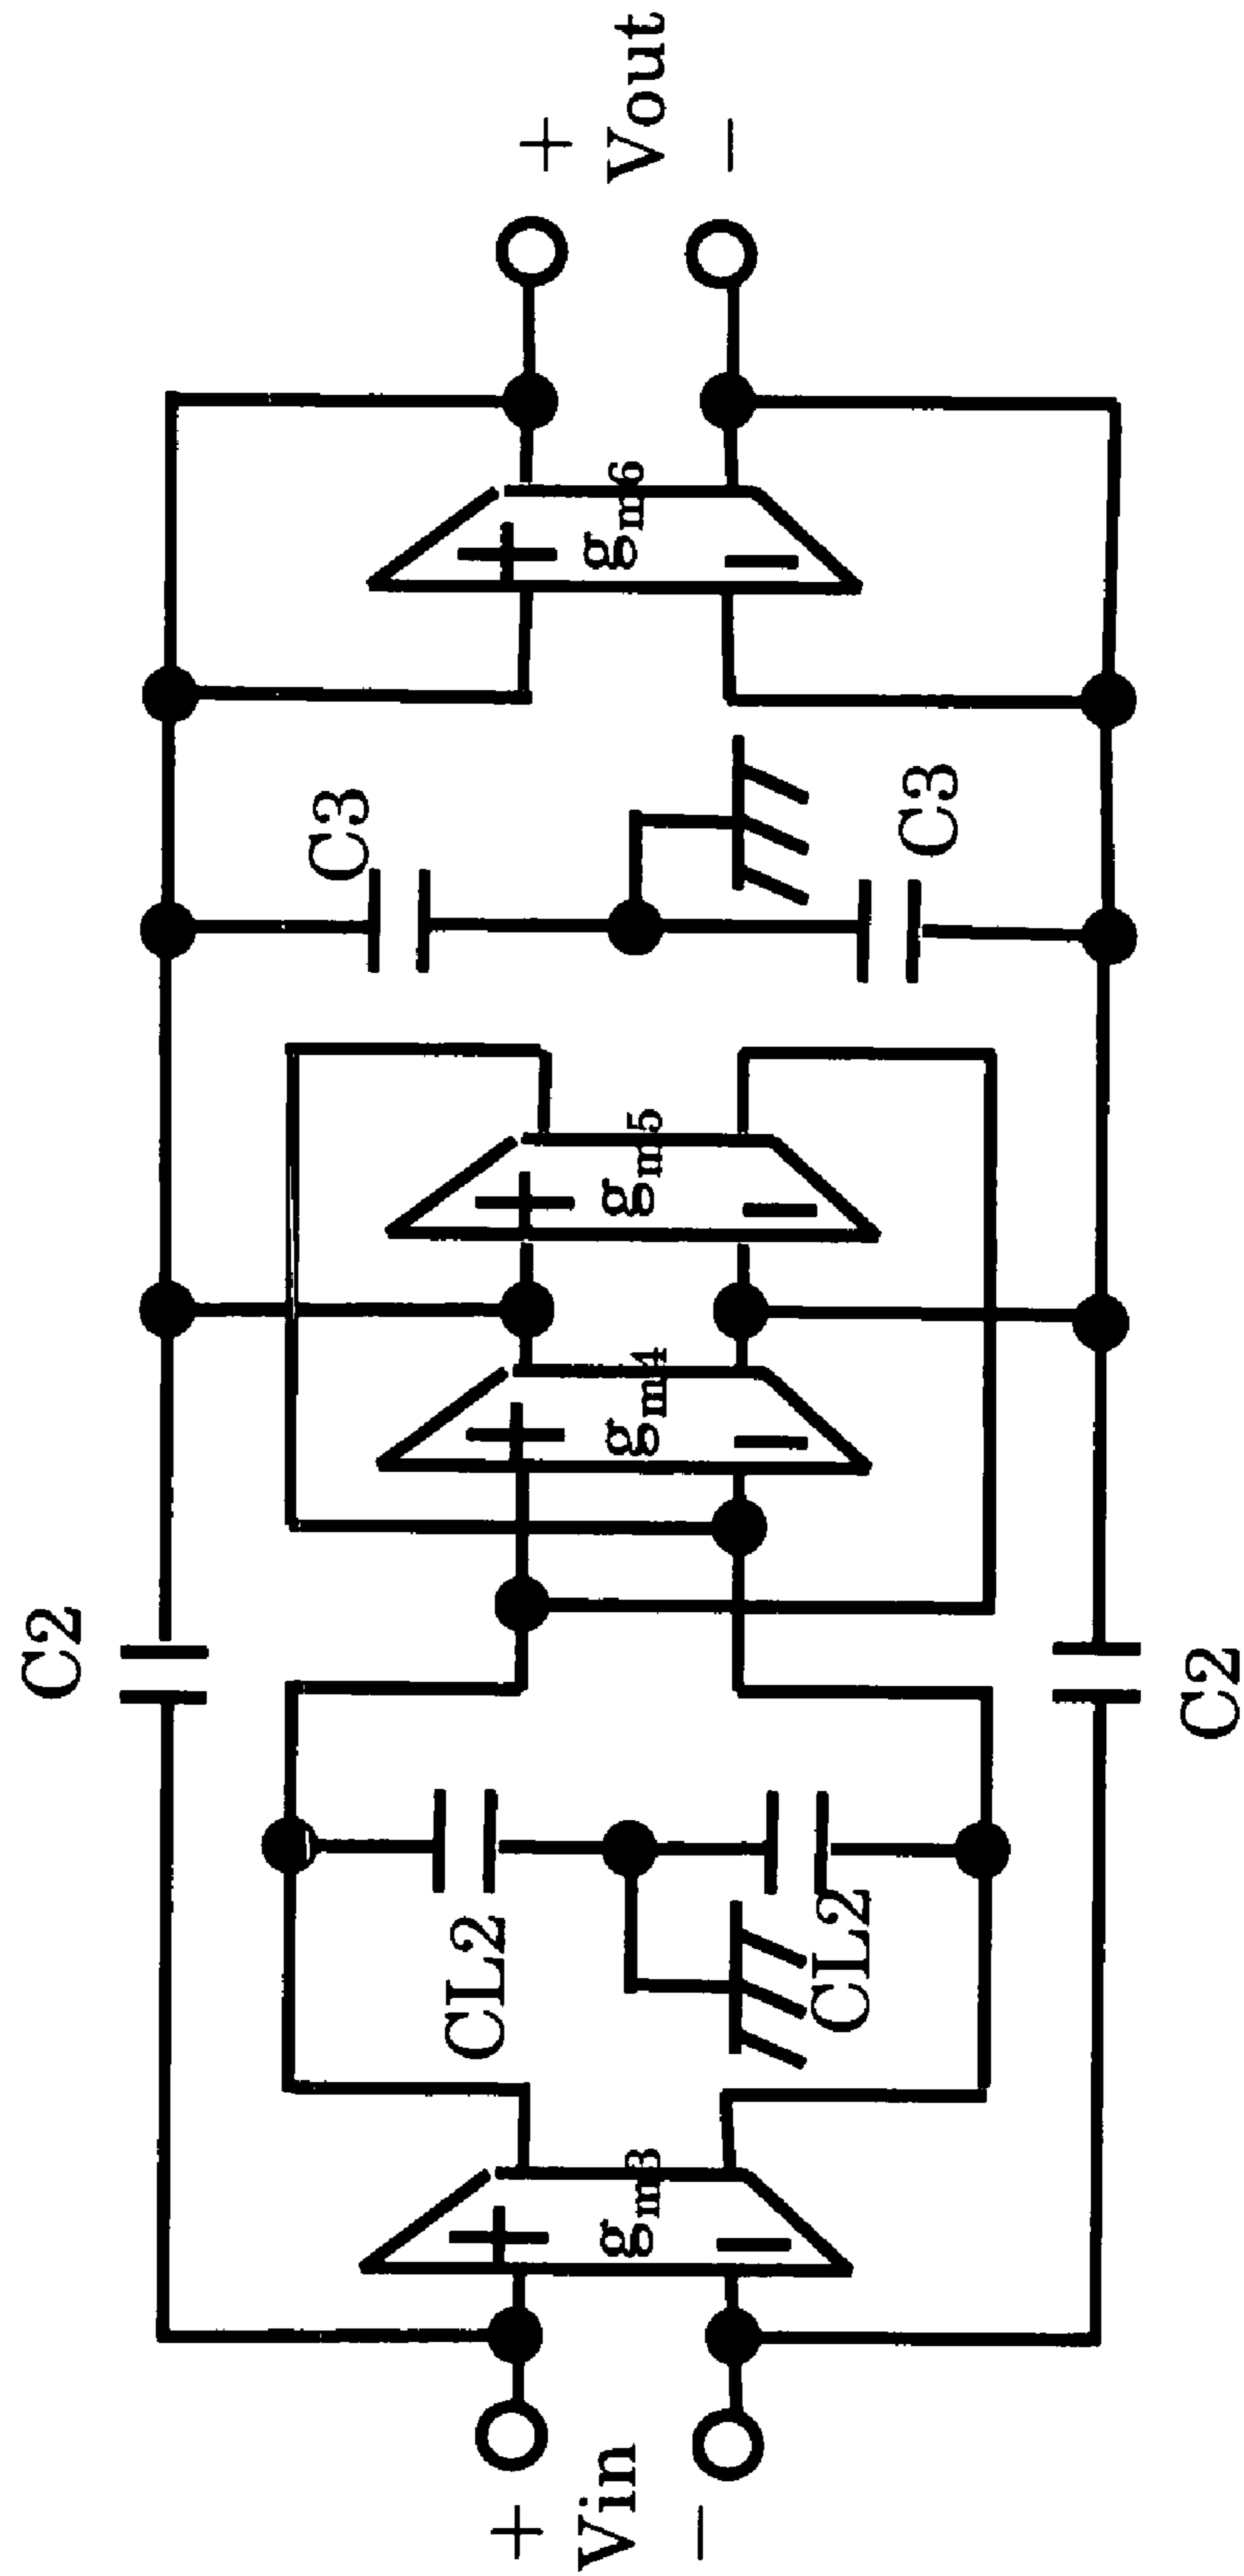 C2
+
Vin
−
+
gm3
−
CL2
CL2
+
gm4
−
+
gm5
−
C3
C3
+
gm6
−
+
Vout
−
C2